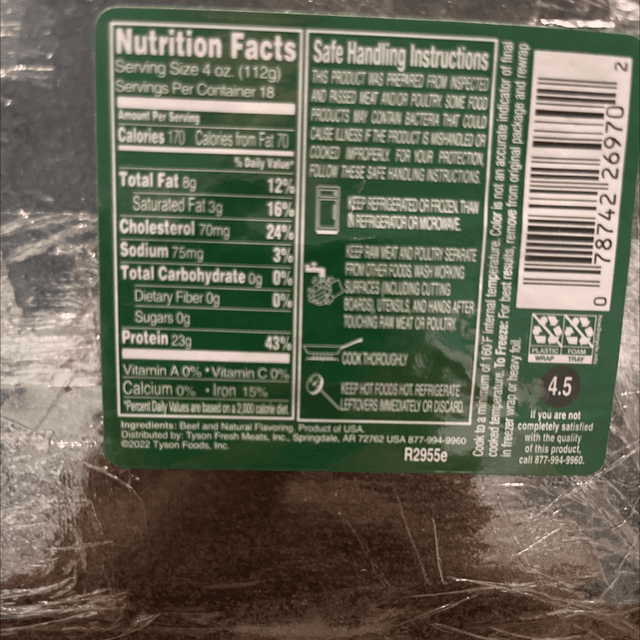 Nutrition Facts
Serving Size 4 oz. (112g)
Servings Per Container 18
Amount Per Serving
Calories 170 Calories from Fat 70
% Daily Value*
Total Fat 8g 12%
Saturated Fat 3g 16%
Cholesterol 70mg 24%
Sodium 75mg 3%
Total Carbohydrate 0g 0%
Dietary Fiber 0g 0%
Sugars 0g
Protein 23g 43%
Vitamin A 0% • Vitamin C 0%
Calcium 0% • Iron 15%
*Percent Daily Values are based on a 2,000 calorie diet.
Safe Handling Instructions
THIS PRODUCT WAS PREPARED FROM INSPECTED
AND PASSED MEAT AND/OR POULTRY. SOME FOOD
PRODUCTS MAY CONTAIN BACTERIA THAT COULD
CAUSE ILLNESS IF THE PRODUCT IS MISHANDLED OR
COOKED IMPROPERLY. FOR YOUR PROTECTION,
FOLLOW THESE SAFE HANDLING INSTRUCTIONS.
KEEP REFRIGERATED OR FROZEN. THAW
IN REFRIGERATOR OR MICROWAVE.
KEEP RAW MEAT AND POULTRY SEPARATE
FROM OTHER FOODS. WASH WORKING
SURFACES (INCLUDING CUTTING
BOARDS), UTENSILS, AND HANDS AFTER
TOUCHING RAW MEAT OR POULTRY.
COOK THOROUGHLY.
KEEP HOT FOODS HOT. REFRIGERATE
LEFTOVERS IMMEDIATELY OR DISCARD.
Cook to a minimum of 160°F internal temperature. Color is not an accurate indicator of final
cooked temperature. To Freeze: For best results, remove from original package and rewrap
in freezer wrap or heavy foil.
0 78742 26970 2
PLASTIC WRAP
FOAM TRAY
4.5
If you are not
completely satisfied
with the quality
of this product,
call 877-994-9960.
Ingredients: Beef and Natural Flavoring. Product of USA.
Distributed by: Tyson Fresh Meats, Inc., Springdale, AR 72762 USA 877-994-9960
©2022 Tyson Foods, Inc.
R2955e